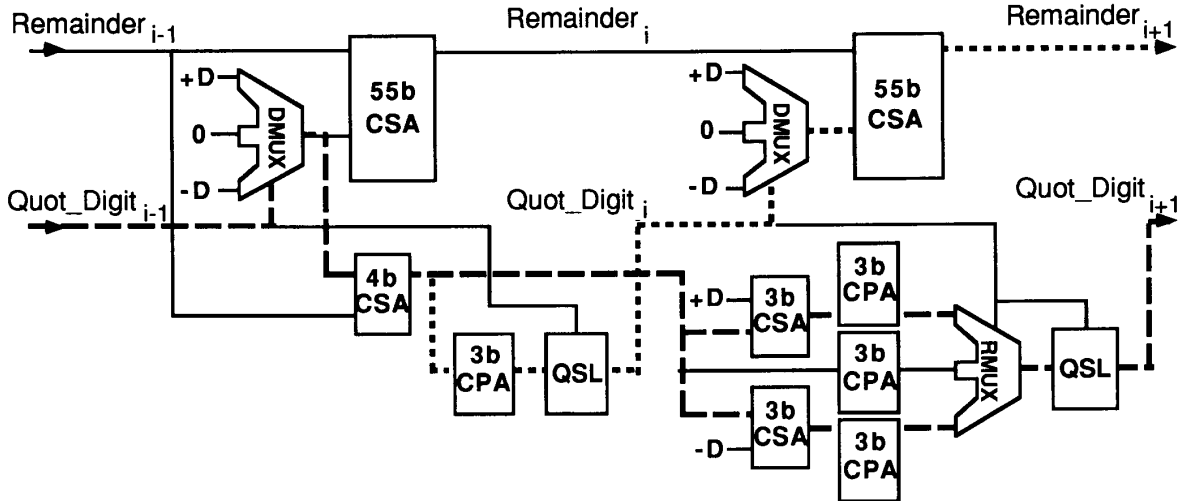 Remainder i-1
Remainder i
Remainder i+1
+D
0
-D
DMUX
55b
CSA
+D
0
-D
DMUX
55b
CSA
Quot_Digit i-1
Quot_Digit i
Quot_Digit i+1
4b
CSA
3b
CPA
QSL
+D
3b
CSA
3b
CPA
3b
CPA
3b
CSA
-D
3b
CPA
RMUX
QSL